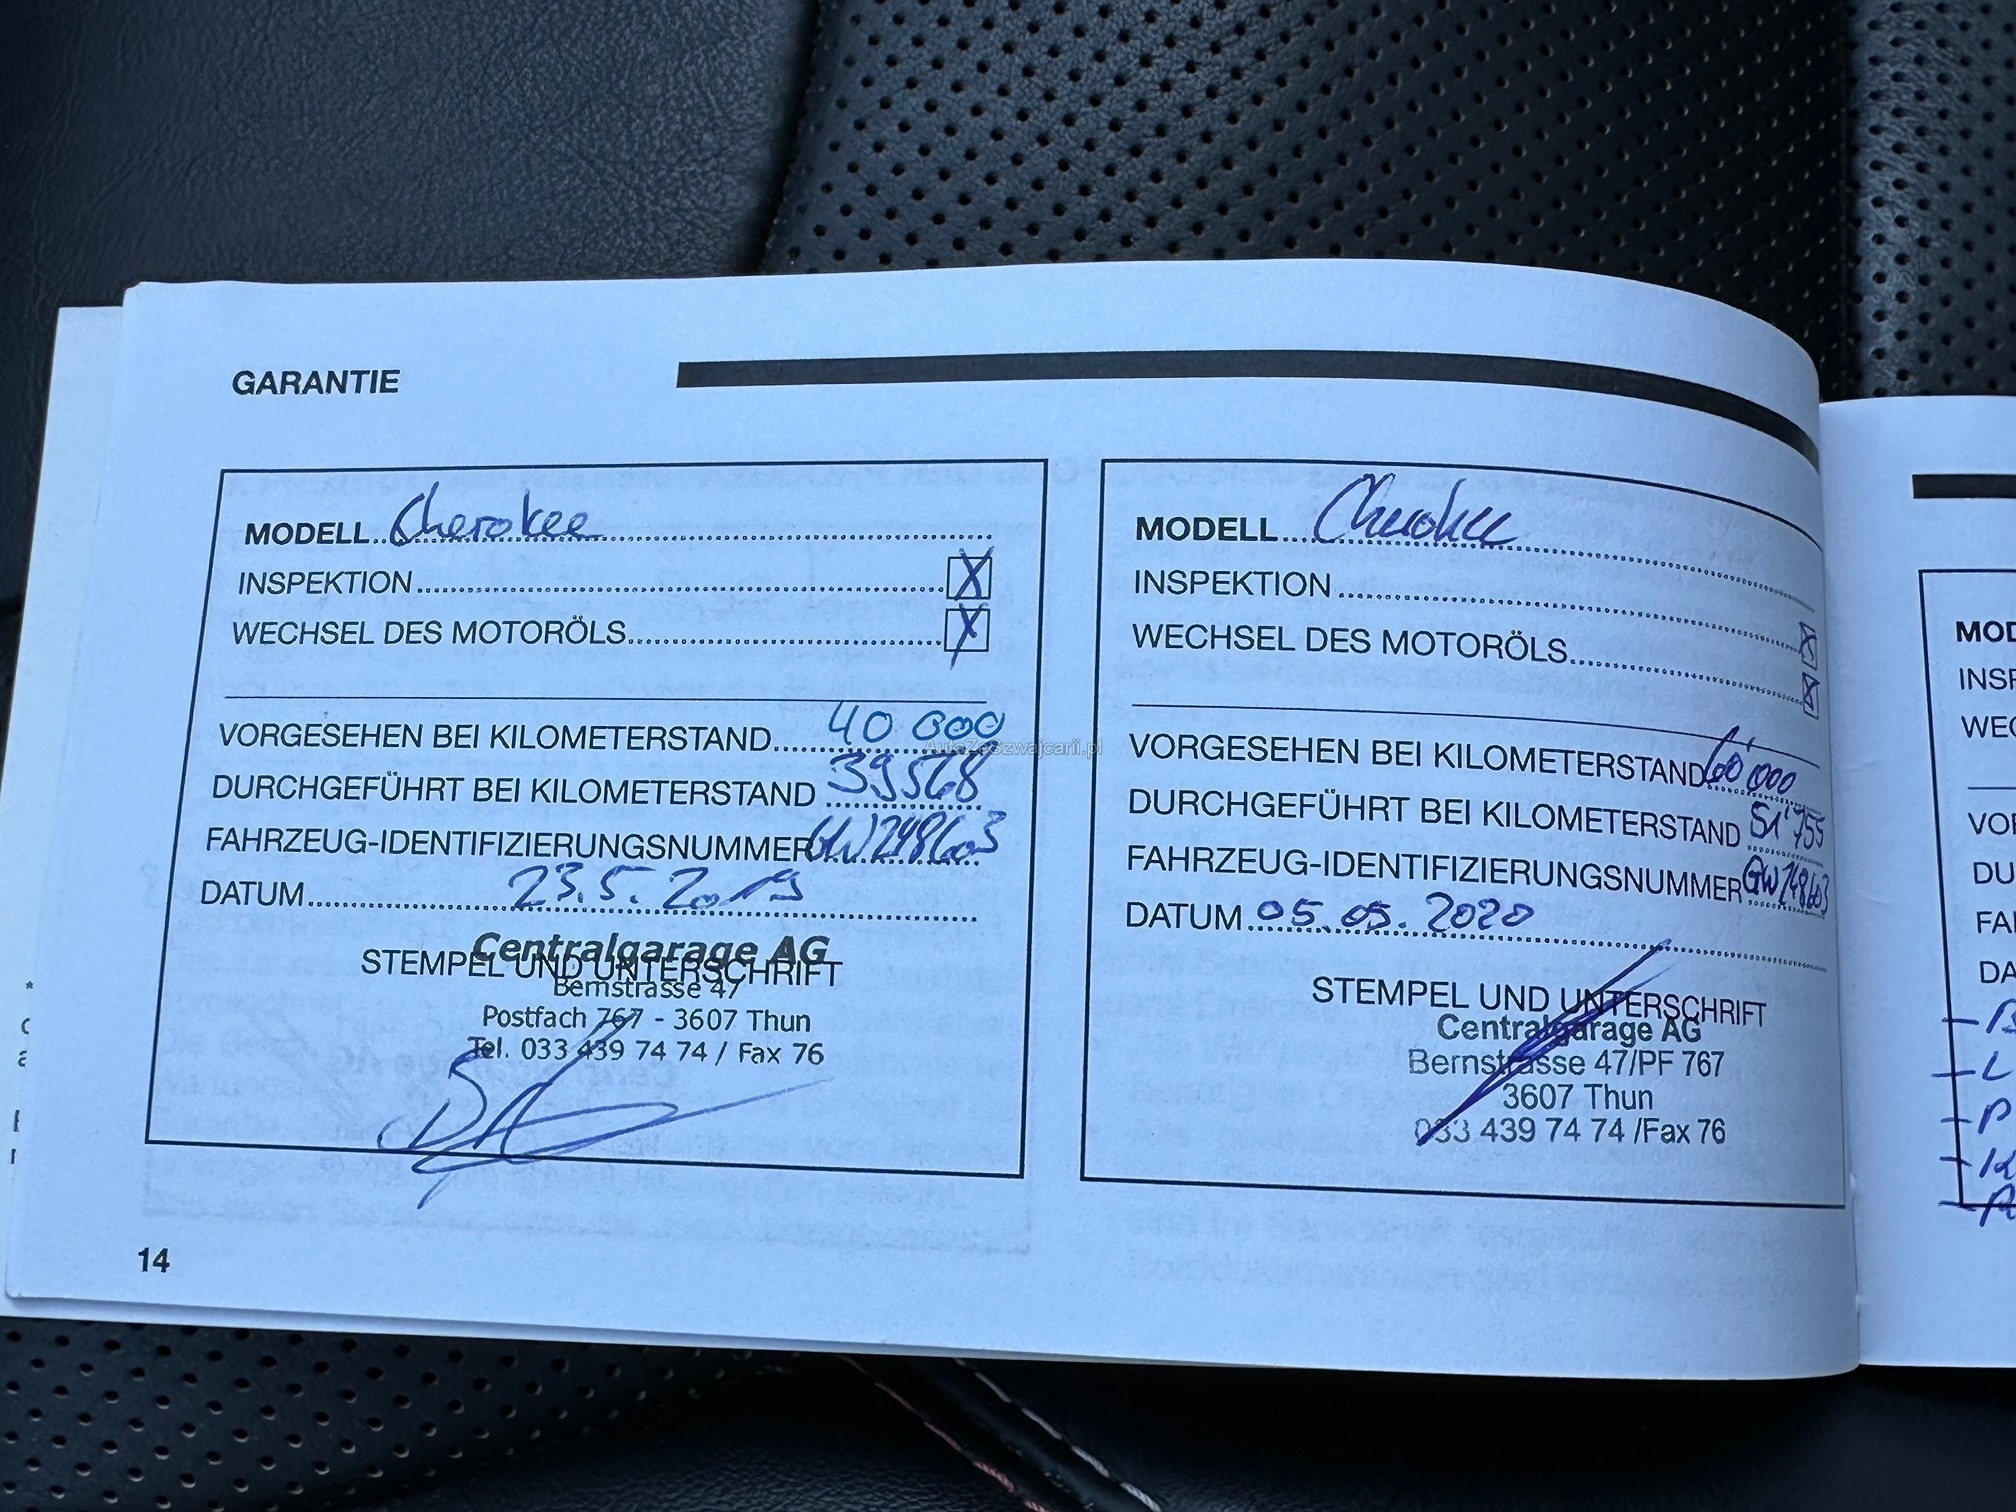 GARANTIE
MODELL Cherokee
INSPEKTION X
WECHSEL DES MOTORÖLS X
VORGESEHEN BEI KILOMETERSTAND 40 000
DURCHGEFÜHRT BEI KILOMETERSTAND 39568
FAHRZEUG-IDENTIFIZIERUNGSNUMMER GW248603
DATUM 23.5.2019
STEMPEL UND UNTERSCHRIFT
Centralgarage AG
Bernstrasse 47
Postfach 767 - 3607 Thun
Tel. 033 439 74 74 / Fax 76
14
MODELL Cherokee
INSPEKTION X
WECHSEL DES MOTORÖLS X
VORGESEHEN BEI KILOMETERSTAND 60'000
DURCHGEFÜHRT BEI KILOMETERSTAND 51'755
FAHRZEUG-IDENTIFIZIERUNGSNUMMER GW248603
DATUM 05.05.2020
STEMPEL UND UNTERSCHRIFT
Centralgarage AG
Bernstrasse 47/PF 767
3607 Thun
033 439 74 74 /Fax 76
AutaZeSzwajcarii.pl